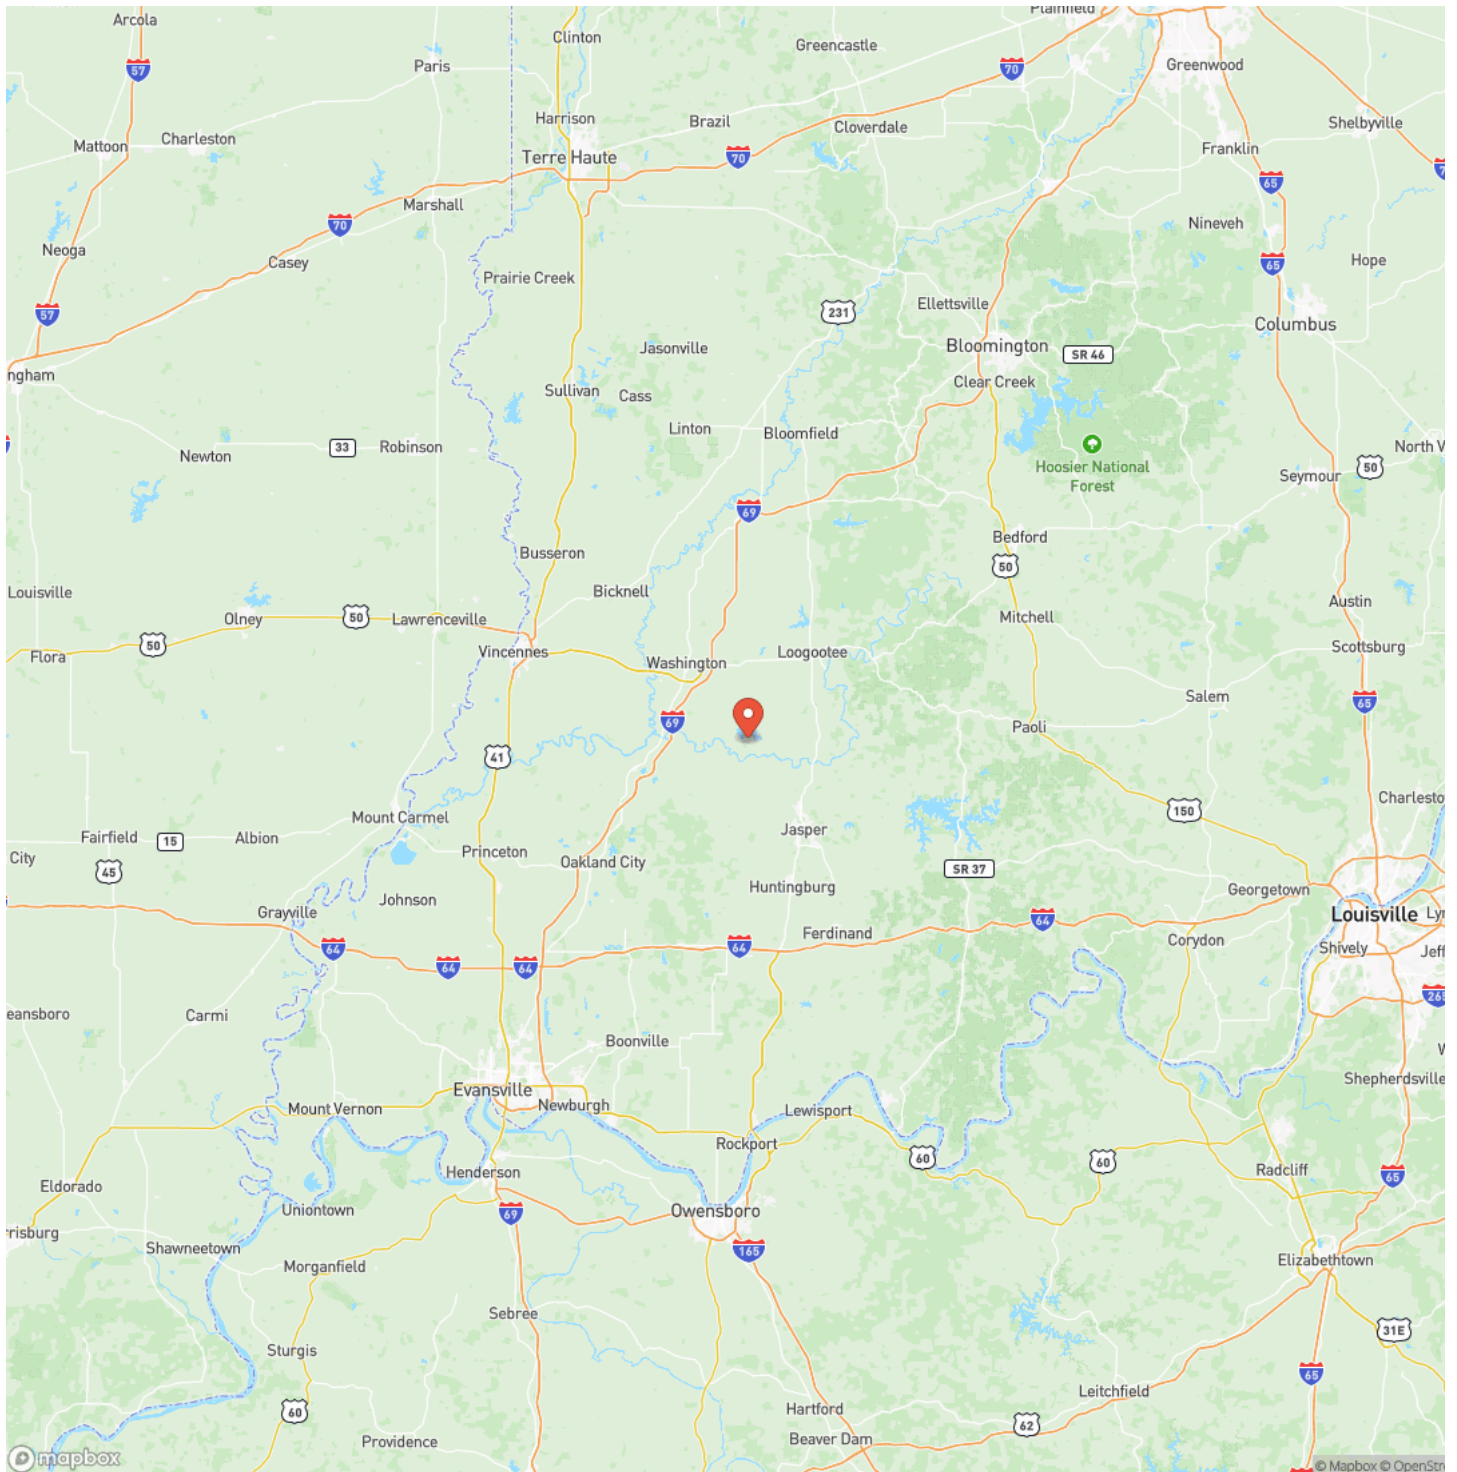 Arcola
Plainfield
Clinton
Greencastle
57
Paris
70
Greenwood
Harrison
Brazil
Cloverdale
Shelbyville
Mattoon
Charleston
Terre Haute
70
Franklin
65
Marshall
70
Nineveh
Neoga
Casey
Prairie Creek
65
Hope
57
231
Ellettsville
Columbus
Jasonville
Bloomington
SR 46
ngham
Sullivan
Cass
Clear Creek
Linton
Bloomfield
33
Robinson
Newton
North V
50
Hoosier National
Forest
Seymour
69
Bedford
Busseron
50
Louisville
Bicknell
Austin
Olney
50
Lawrenceville
Mitchell
50
Flora
Vincennes
Washington
Loogootee
Scottsburg
Salem
65
69
Paoli
41
Charlesto
Mount Carmel
150
Fairfield
15
Albion
Jasper
City
45
Princeton
Oakland City
SR 37
Johnson
Huntingburg
Georgetown
Grayville
64
Louisville
Lyn
Ferdinand
64
64
Corydon
Shively
Jeff
64
64
265
eansboro
Carmi
Boonville
W
Evansville
Shepherdsville
Mount Vernon
Newburgh
Lewisport
Rockport
60
60
Henderson
Radcliff
65
Eldorado
Uniontown
69
Owensboro
rrisburg
Shawneetown
165
Elizabethtown
Morganfield
Sebree
31E
Sturgis
65
60
Leitchfield
Hartford
62
Providence
Beaver Dam
mapbox
© Mapbox © OpenStre